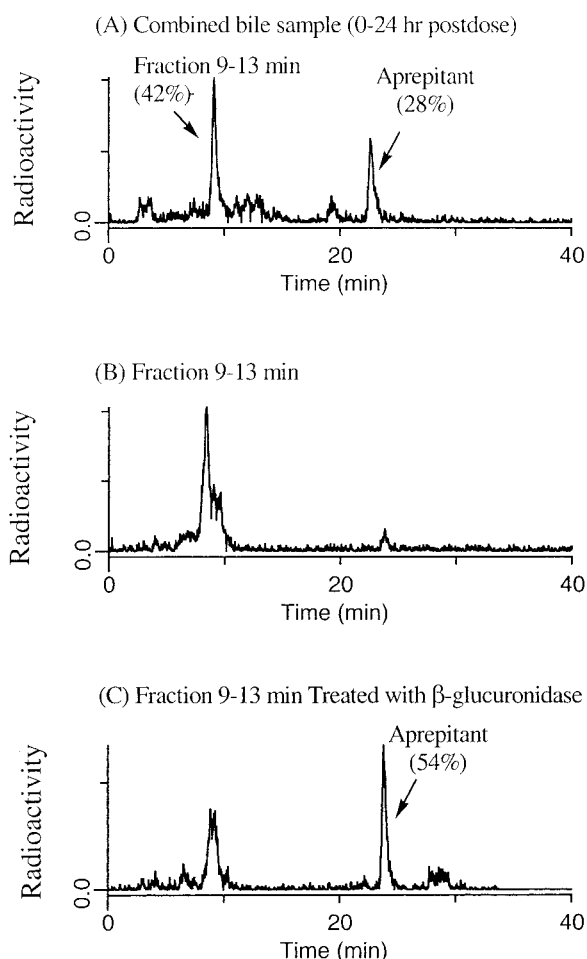 (A) Combined bile sample (0-24 hr postdose)
Fraction 9-13 min
(42%)
Aprepitant
(28%)
Radioactivity
0.0
0
20
40
Time (min)
(B) Fraction 9-13 min
Radioactivity
0.0
0
20
40
Time (min)
(C) Fraction 9-13 min Treated with β-glucuronidase
Aprepitant
(54%)
Radioactivity
0.0
0
20
40
Time (min)